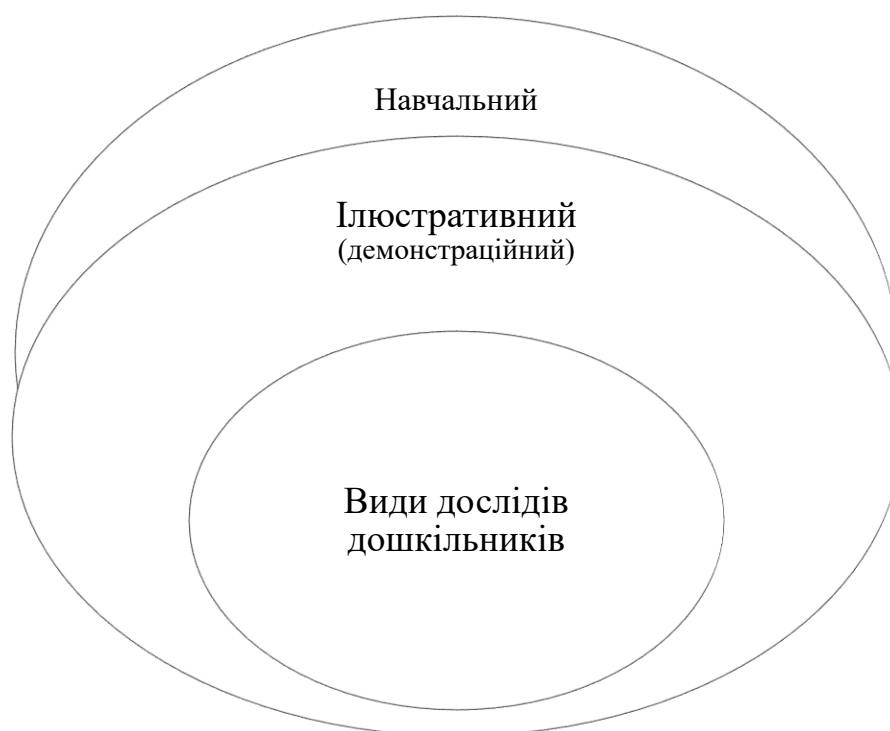 Навчальний
Ілюстративний
(демонстраційний)
Види дослідів
дошкільників